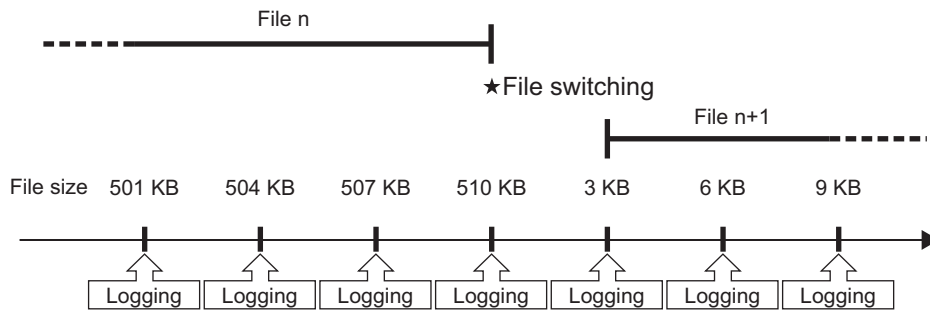 File n
★File switching
File n+1
File size 501 KB 504 KB 507 KB 510 KB 3 KB 6 KB 9 KB
Logging Logging Logging Logging Logging Logging Logging